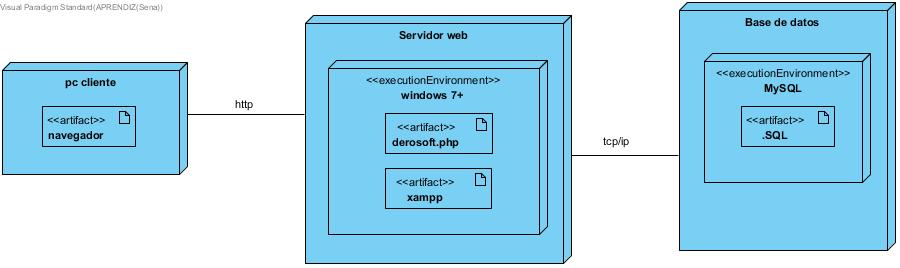 Visual Paradigm Standard(APRENDIZ(Sena))
pc cliente
<<artifact>>
navegador
http
Servidor web
<<executionEnvironment>>
windows 7+
<<artifact>>
derosoft.php
<<artifact>>
xampp
tcp/ip
Base de datos
<<executionEnvironment>>
MySQL
<<artifact>>
.SQL